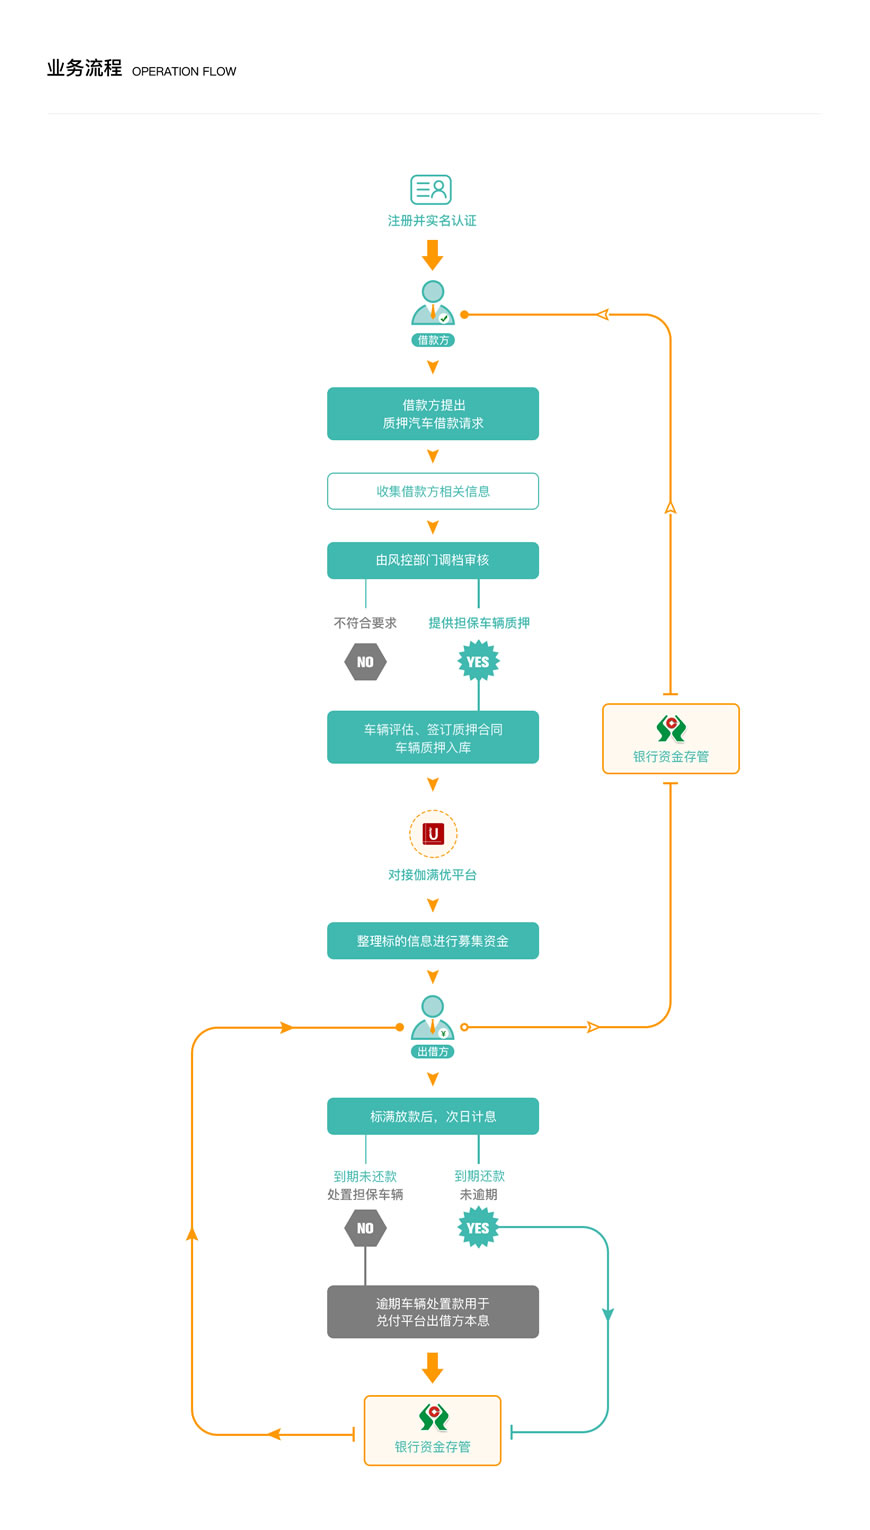 业务流程 OPERATION FLOW
注册并实名认证
借款方
借款方提出
质押汽车借款请求
收集借款方相关信息
由风控部门调档审核
不符合要求
提供担保车辆质押
NO
YES
车辆评估、签订质押合同
车辆质押入库
银行资金存管
U
对接伽满优平台
整理标的信息进行募集资金
¥
出借方
标满放款后，次日计息
到期未还款
处置担保车辆
到期还款
未逾期
NO
YES
逾期车辆处置款用于
兑付平台出借方本息
银行资金存管